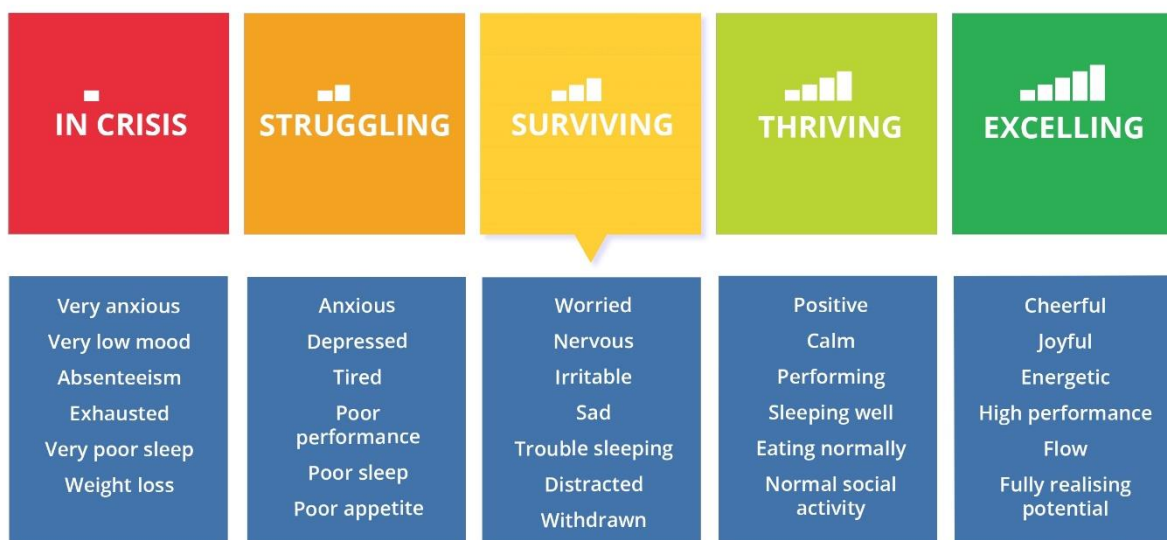 IN CRISIS
STRUGGLING
SURVIVING
THRIVING
EXCELLING
Very anxious
Very low mood
Absenteeism
Exhausted
Very poor sleep
Weight loss
Anxious
Depressed
Tired
Poor
performance
Poor sleep
Poor appetite
Worried
Nervous
Irritable
Sad
Trouble sleeping
Distracted
Withdrawn
Positive
Calm
Performing
Sleeping well
Eating normally
Normal social
activity
Cheerful
Joyful
Energetic
High performance
Flow
Fully realising
potential